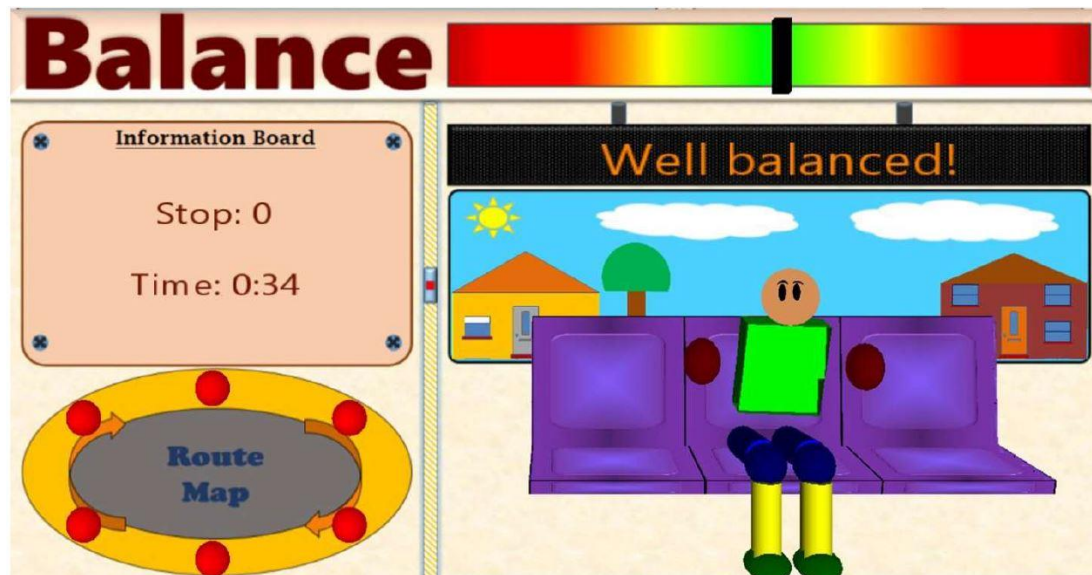 Balance
Information Board
Stop: 0
Time: 0:34
Well balanced!
Route
Map